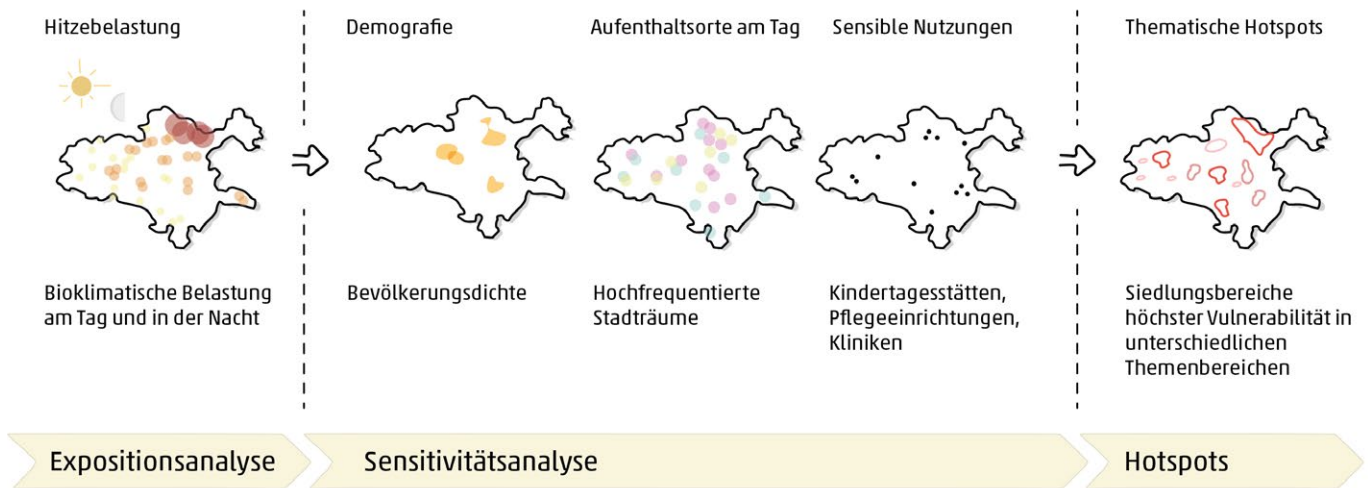 Hitzebelastung
Demografie
Aufenthaltsorte am Tag
Sensible Nutzungen
Thematische Hotspots
Bioklimatische Belastung
am Tag und in der Nacht
Bevölkerungsdichte
Hochfrequentierte
Stadträume
Kindertagesstätten,
Pflegeeinrichtungen,
Kliniken
Siedlungsbereiche
höchster Vulnerabilität in
unterschiedlichen
Themenbereichen
Expositionsanalyse
Sensitivitätsanalyse
Hotspots